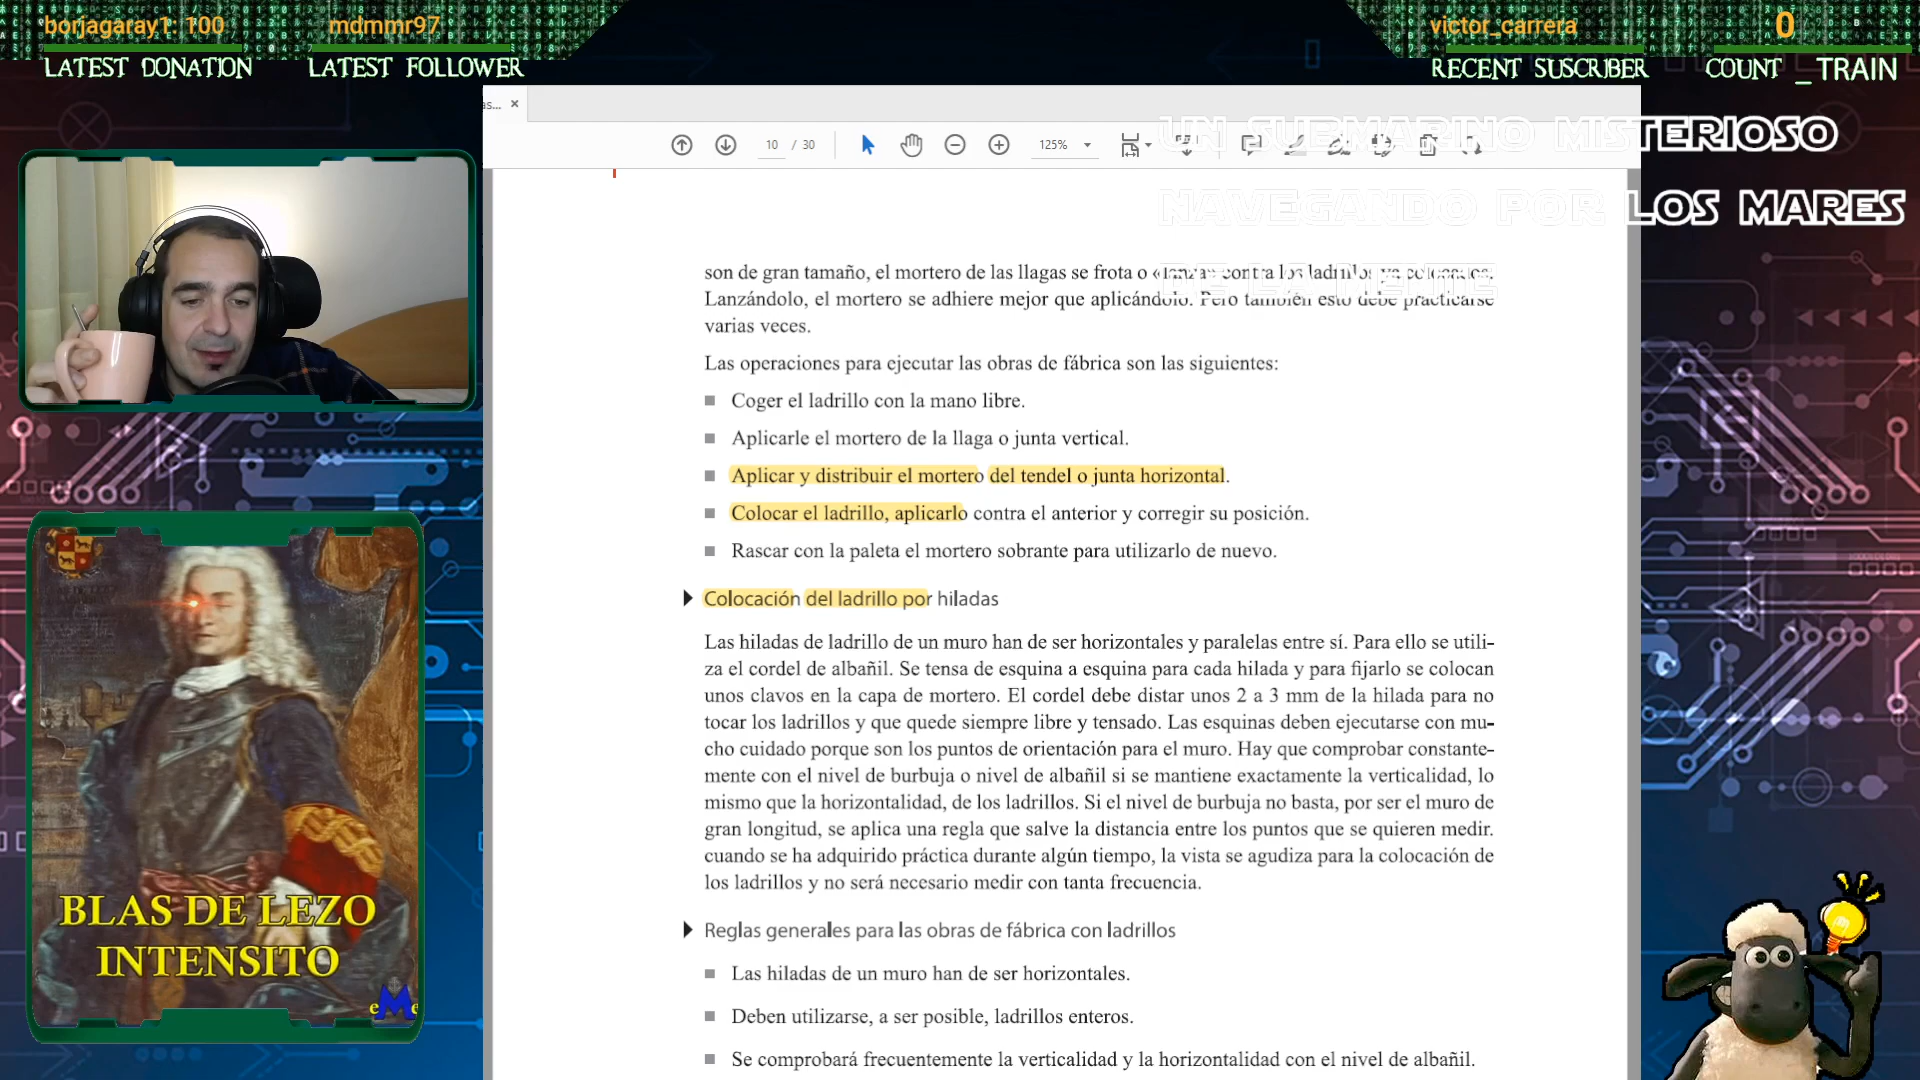 borjagaray1: 100
LATEST DONATION
mdmmr97
LATEST FOLLOWER
victor_carrera
RECENT SUSCRIBER
0
COUNT _TRAIN
as... ×
10 / 30
125%
UN SUBMARINO MISTERIOSO
NAVEGANDO POR LOS MARES
DE LA MENTE
son de gran tamaño, el mortero de las llagas se frota o «lanza» contra los ladrillos ya colocados.
Lanzándolo, el mortero se adhiere mejor que aplicándolo. Pero también esto debe practicarse
varias veces.
Las operaciones para ejecutar las obras de fábrica son las siguientes:
Coger el ladrillo con la mano libre.
Aplicarle el mortero de la llaga o junta vertical.
Aplicar y distribuir el mortero del tendel o junta horizontal.
Colocar el ladrillo, aplicarlo contra el anterior y corregir su posición.
Rascar con la paleta el mortero sobrante para utilizarlo de nuevo.
Colocación del ladrillo por hiladas
Las hiladas de ladrillo de un muro han de ser horizontales y paralelas entre sí. Para ello se utili-
za el cordel de albañil. Se tensa de esquina a esquina para cada hilada y para fijarlo se colocan
unos clavos en la capa de mortero. El cordel debe distar unos 2 a 3 mm de la hilada para no
tocar los ladrillos y que quede siempre libre y tensado. Las esquinas deben ejecutarse con mu-
cho cuidado porque son los puntos de orientación para el muro. Hay que comprobar constante-
mente con el nivel de burbuja o nivel de albañil si se mantiene exactamente la verticalidad, lo
mismo que la horizontalidad, de los ladrillos. Si el nivel de burbuja no basta, por ser el muro de
gran longitud, se aplica una regla que salve la distancia entre los puntos que se quieren medir.
cuando se ha adquirido práctica durante algún tiempo, la vista se agudiza para la colocación de
los ladrillos y no será necesario medir con tanta frecuencia.
Reglas generales para las obras de fábrica con ladrillos
Las hiladas de un muro han de ser horizontales.
Deben utilizarse, a ser posible, ladrillos enteros.
Se comprobará frecuentemente la verticalidad y la horizontalidad con el nivel de albañil.
BLAS DE LEZO
INTENSITO
eMe